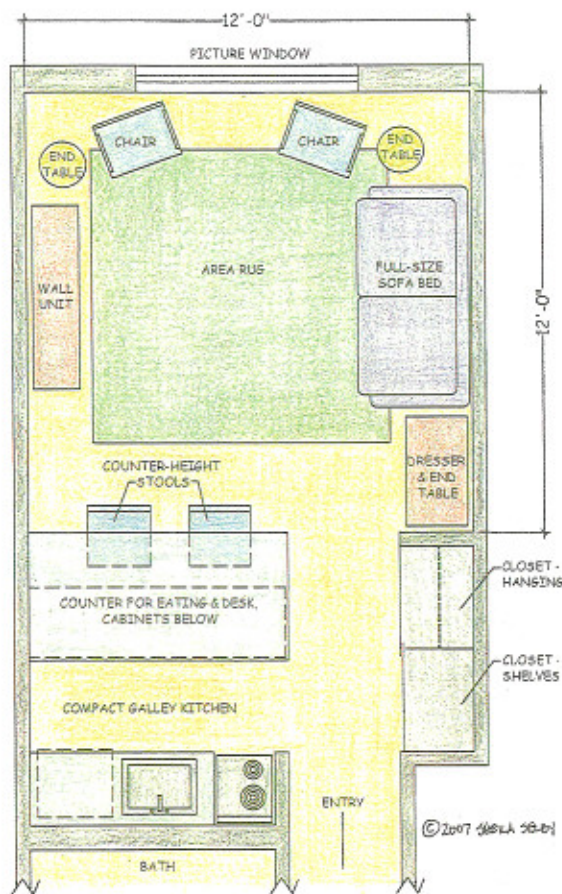 12'-0"
PICTURE WINDOW
CHAIR
CHAIR
END
TABLE
END
TABLE
AREA RUG
FULL-SIZE
SOFA BED
WALL
UNIT
12'-0"
COUNTER-HEIGHT
STOOLS
DRESSER
& END
TABLE
CLOSET -
HANGING
COUNTER FOR EATING & DESK,
CABINETS BELOW
CLOSET -
SHELVES
COMPACT GALLEY KITCHEN
ENTRY
© 2007
BATH